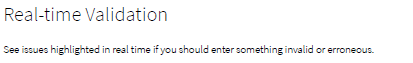 Real-time Validation
See issues highlighted in real time if you should enter something invalid or erroneous.